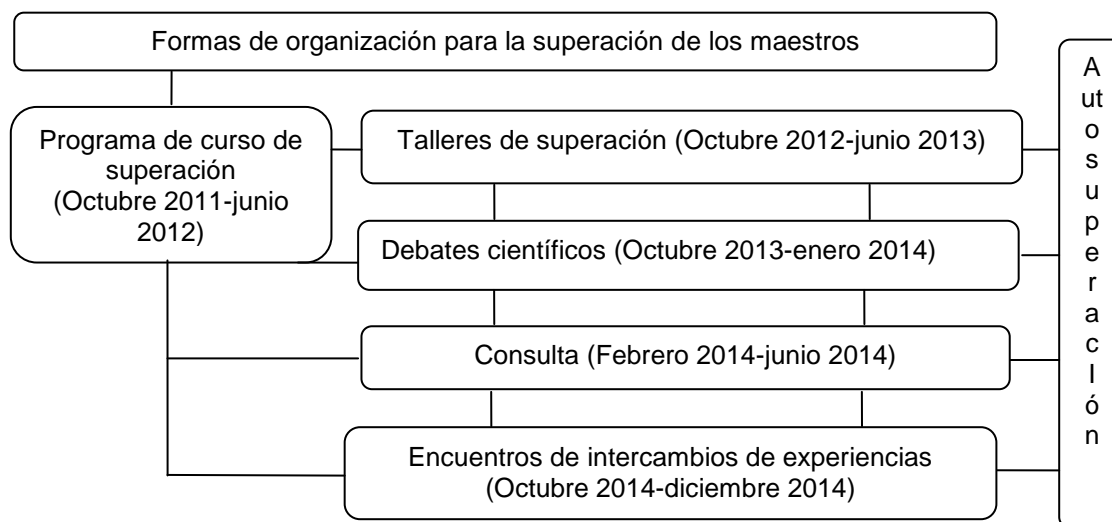 Formas de organización para la superación de los maestros
Programa de curso de
superación
(Octubre 2011-junio
2012)
Talleres de superación (Octubre 2012-junio 2013)
Debates científicos (Octubre 2013-enero 2014)
Consulta (Febrero 2014-junio 2014)
Encuentros de intercambios de experiencias
(Octubre 2014-diciembre 2014)
A
ut
o
s
u
p
e
r
a
c
I
ó
n